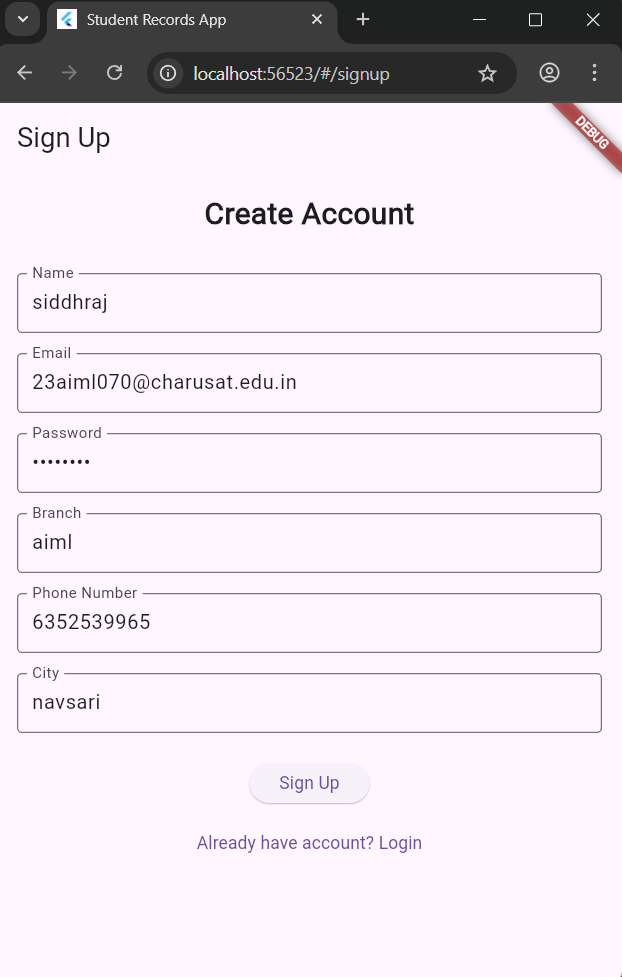 Student Records App
localhost:56523/#/signup
Sign Up
DEBUG
Create Account
Name
siddhraj
Email
23aiml070@charusat.edu.in
Password
••••••••
Branch
aiml
Phone Number
6352539965
City
navsari
Sign Up
Already have account? Login